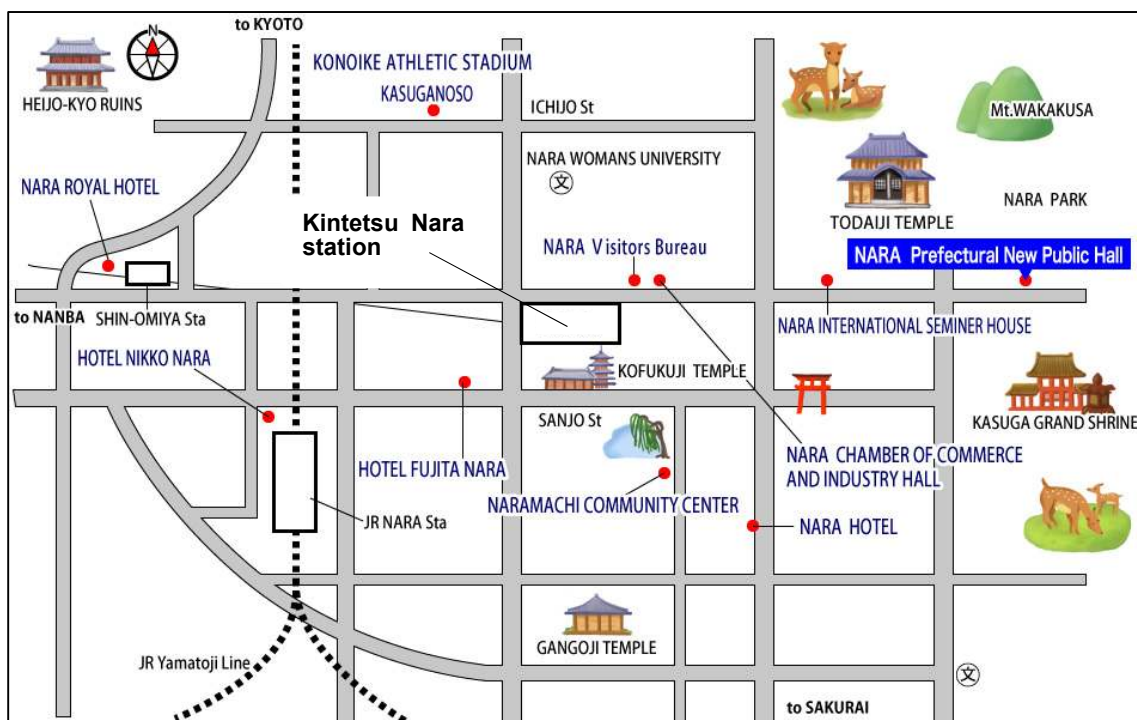 to KYOTO
N
KONOIKE ATHLETIC STADIUM
KASUGANOSO
HEIJO-KYO RUINS
ICHIJO St
Mt.WAKAKUSA
NARA WOMANS UNIVERSITY
文
NARA ROYAL HOTEL
NARA PARK
Kintetsu Nara
station
TODAIJI TEMPLE
NARA Visitors Bureau
NARA Prefectural New Public Hall
to NANBA
SHIN-OMIYA Sta
NARA INTERNATIONAL SEMINER HOUSE
HOTEL NIKKO NARA
KOFUKUJI TEMPLE
SANJO St
KASUGA GRAND SHRINE
HOTEL FUJITA NARA
NARA CHAMBER OF COMMERCE
AND INDUSTRY HALL
NARAMACHI COMMUNITY CENTER
JR NARA Sta
NARA HOTEL
GANGOJI TEMPLE
JR Yamatoji Line
文
to SAKURAI